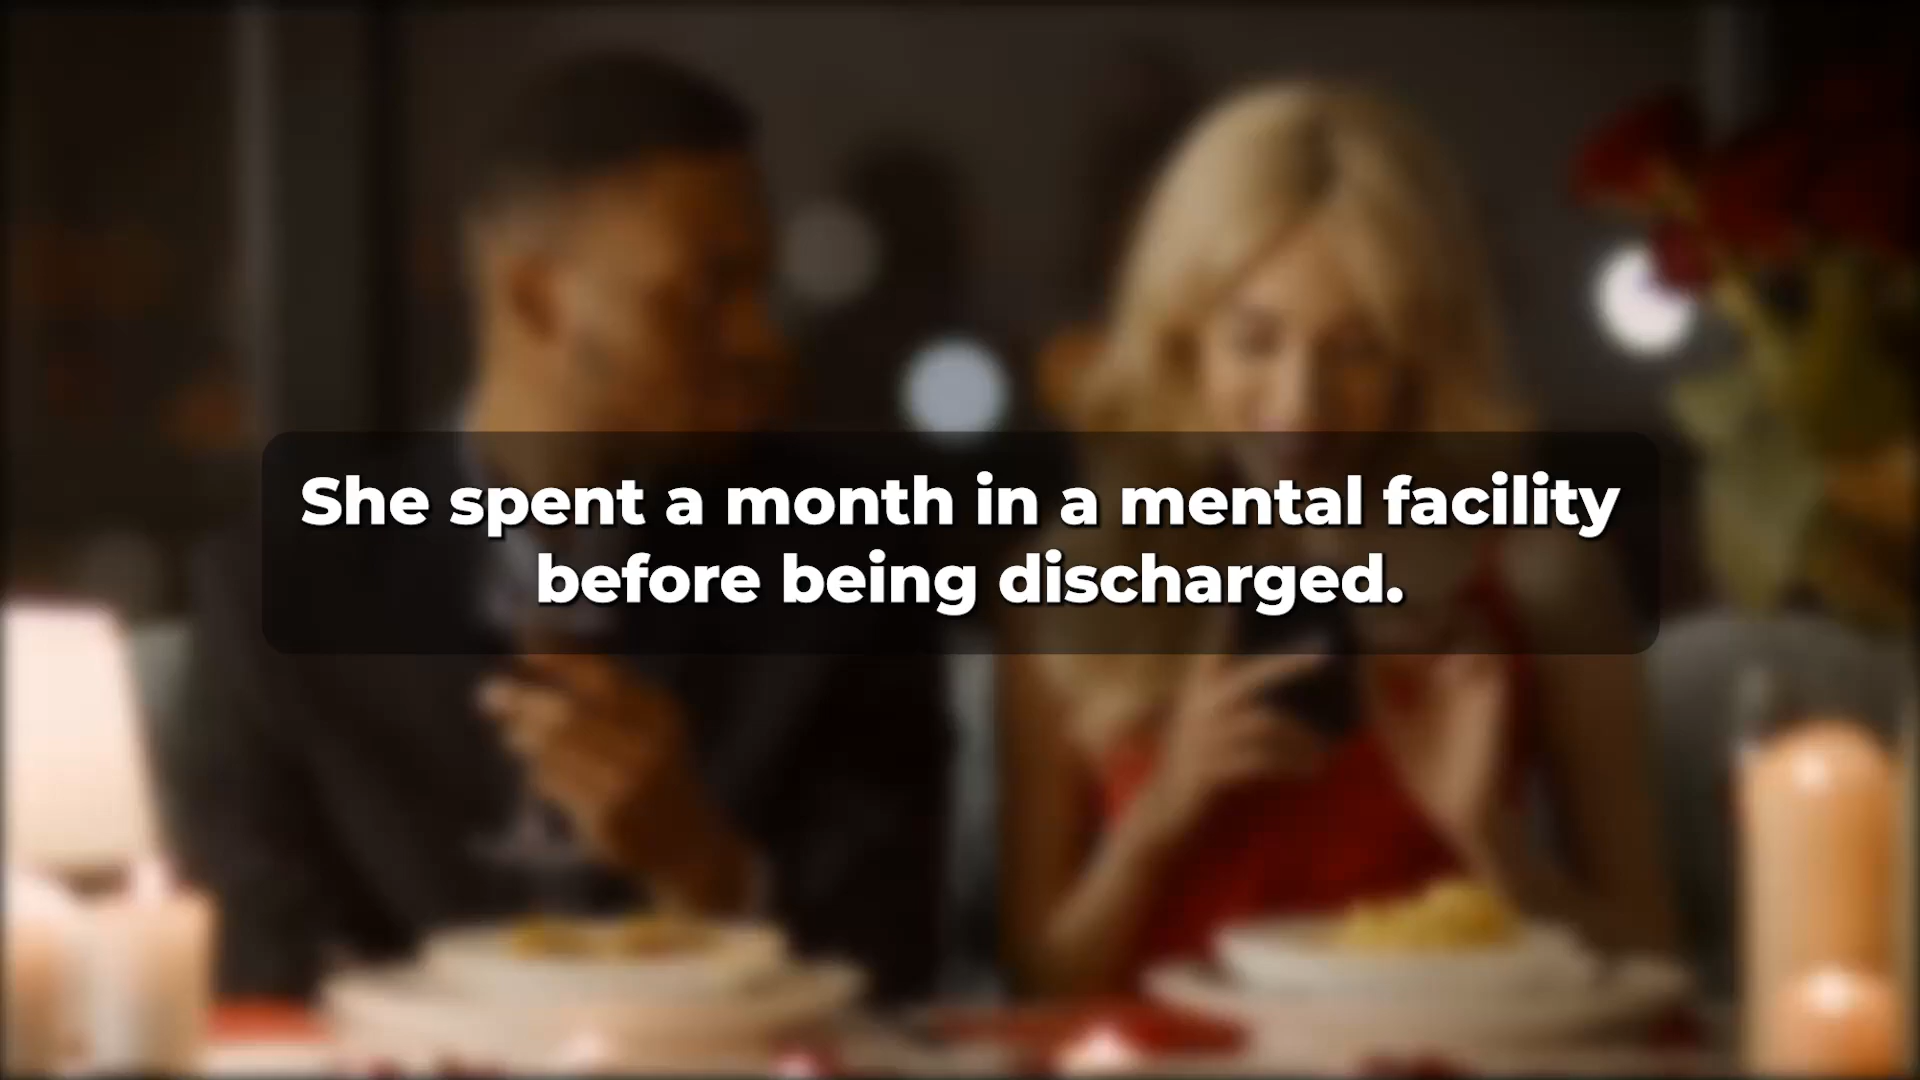 She spent a month in a mental facility
before being discharged.